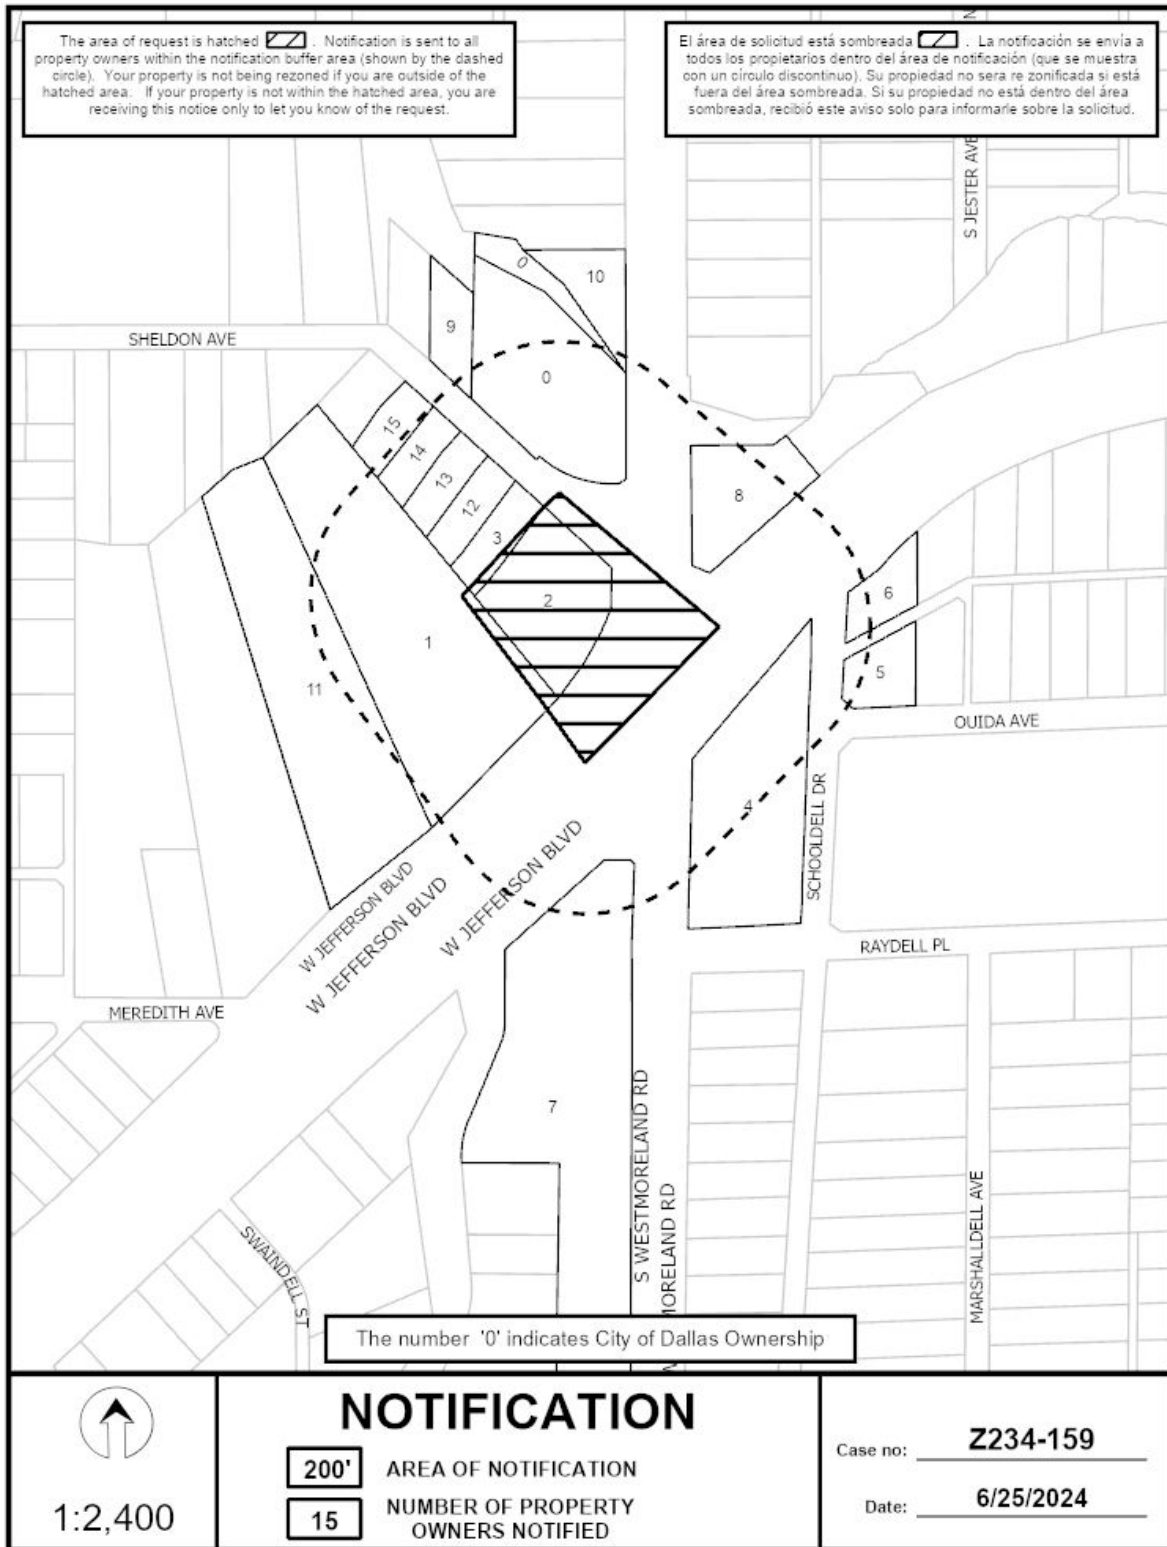 The area of request is hatched . Notification is sent to all
property owners within the notification buffer area (shown by the dashed
circle). Your property is not being rezoned if you are outside of the
hatched area. If your property is not within the hatched area, you are
receiving this notice only to let you know of the request.
El área de solicitud está sombreada . La notificación se envía a
todos los propietarios dentro del área de notificación (que se muestra
con un círculo discontinuo). Su propiedad no sera re zonificada si está
fuera del área sombreada. Si su propiedad no está dentro del área
sombreada, recibió este aviso solo para informarle sobre la solicitud.
N
S JESTER AVE
0
10
9
SHELDON AVE
0
15
14
13
12
3
8
2
6
1
5
11
OUIDA AVE
4
SCHOOLDELL DR
W JEFFERSON BLVD
W JEFFERSON BLVD
W JEFFERSON BLVD
RAYDELL PL
MEREDITH AVE
7
S WESTMORELAND RD
MORELAND RD
MARSHALLDELL AVE
SWAINDELL ST
The number '0' indicates City of Dallas Ownership
1:2,400
NOTIFICATION
200' AREA OF NOTIFICATION
15 NUMBER OF PROPERTY
OWNERS NOTIFIED
Case no: Z234-159
Date: 6/25/2024